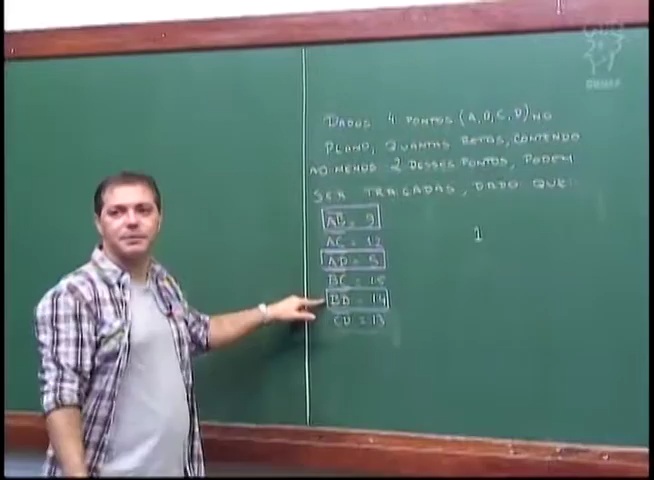 DADOS 4 PONTOS (A,B,C,D) NO
PLANO, QUANTAS RETAS, CONTENDO
AO MENOS 2 DESSES PONTOS, PODEM
SER TRAÇADAS, DADO QUE:
AB = 9
AC = 12
AD = 5
BC = 15
BD = 14
CD = 13
1